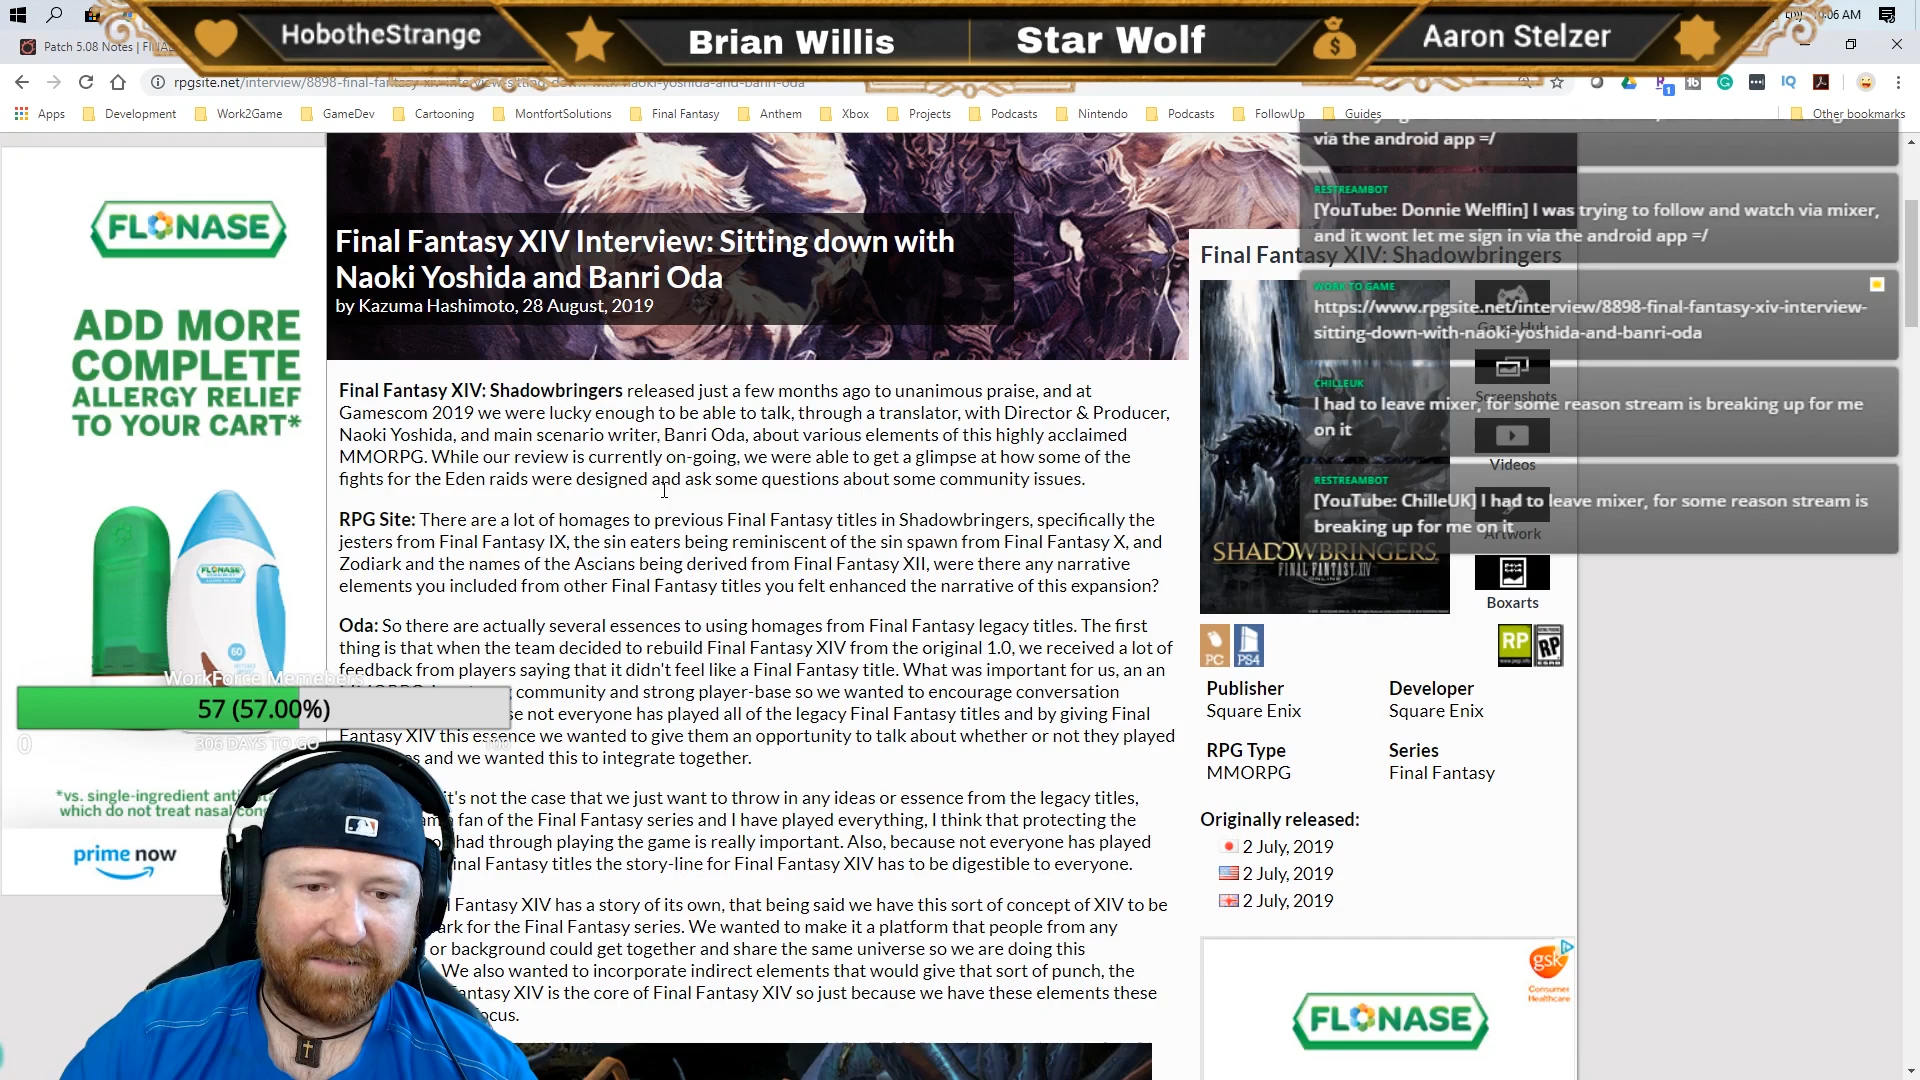 HobotheStrange
Brian Willis
Star Wolf
Aaron Stelzer
:06 AM
Patch 5.08 Notes | FINAL
rpgsite.net/interview/8898-final-fantasy-xiv-interview-sitting-down-with-naoki-yoshida-and-banri-oda
Apps
Development
Work2Game
GameDev
Cartooning
MontfortSolutions
Final Fantasy
Anthem
Xbox
Projects
Podcasts
Nintendo
Podcasts
FollowUp
Guides
Other bookmarks
FLONASE
ADD MORE
COMPLETE
ALLERGY RELIEF
TO YOUR CART*
FLONASE
60
*vs. single-ingredient
which do not treat nasal
prime now
WorkForce Memebers
57 (57.00%)
0
306 DAYS TO GO
100
Final Fantasy XIV Interview: Sitting down with
Naoki Yoshida and Banri Oda
by Kazuma Hashimoto, 28 August, 2019
Final Fantasy XIV: Shadowbringers released just a few months ago to unanimous praise, and at
Gamescom 2019 we were lucky enough to be able to talk, through a translator, with Director & Producer,
Naoki Yoshida, and main scenario writer, Banri Oda, about various elements of this highly acclaimed
MMORPG. While our review is currently on-going, we were able to get a glimpse at how some of the
fights for the Eden raids were designed and ask some questions about some community issues.
RPG Site: There are a lot of homages to previous Final Fantasy titles in Shadowbringers, specifically the
jesters from Final Fantasy IX, the sin eaters being reminiscent of the sin spawn from Final Fantasy X, and
Zodiark and the names of the Ascians being derived from Final Fantasy XII, were there any narrative
elements you included from other Final Fantasy titles you felt enhanced the narrative of this expansion?
Oda: So there are actually several essences to using homages from Final Fantasy legacy titles. The first
thing is that when the team decided to rebuild Final Fantasy XIV from the original 1.0, we received a lot of
feedback from players saying that it didn't feel like a Final Fantasy title. What was important for us, an an
community and strong player-base so we wanted to encourage conversation
se not everyone has played all of the legacy Final Fantasy titles and by giving Final
Fantasy XIV this essence we wanted to give them an opportunity to talk about whether or not they played
and we wanted this to integrate together.
it's not the case that we just want to throw in any ideas or essence from the legacy titles,
a fan of the Final Fantasy series and I have played everything, I think that protecting the
had through playing the game is really important. Also, because not everyone has played
inal Fantasy titles the story-line for Final Fantasy XIV has to be digestible to everyone.
l Fantasy XIV has a story of its own, that being said we have this sort of concept of XIV to be
ark for the Final Fantasy series. We wanted to make it a platform that people from any
or background could get together and share the same universe so we are doing this
We also wanted to incorporate indirect elements that would give that sort of punch, the
antasy XIV is the core of Final Fantasy XIV so just because we have these elements these
ocus.
via the android app =/
RESTREAMBOT
[YouTube: Donnie Welflin] I was trying to follow and watch via mixer,
and it wont let me sign in via the android app =/
WORK TO GAME
https://www.rpgsite.net/interview/8898-final-fantasy-xiv-interview-
sitting-down-with-naoki-yoshida-and-banri-oda
CHILLEUK
I had to leave mixer, for some reason stream is breaking up for me
on it
RESTREAMBOT
[YouTube: ChilleUK] I had to leave mixer, for some reason stream is
breaking up for me on it
Final Fantasy XIV: Shadowbringers
SHADOWBRINGERS
FINAL FANTASY XIV
ONLINE
Game Hub
Screenshots
Videos
Artwork
Boxarts
PC
PS4
RP
RP
Publisher
Square Enix
Developer
Square Enix
RPG Type
MMORPG
Series
Final Fantasy
Originally released:
2 July, 2019
2 July, 2019
2 July, 2019
gsk
Consumer
Healthcare
FLONASE